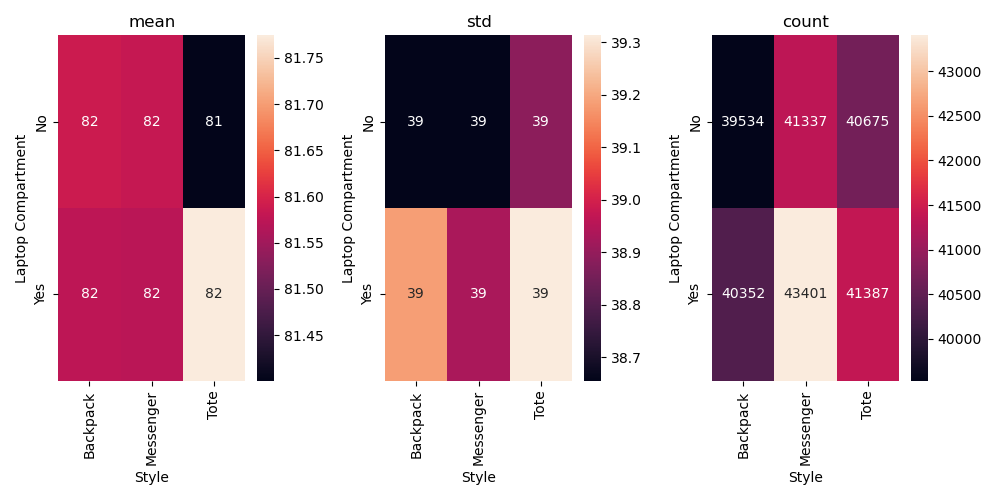 mean
Laptop Compartment
No
Yes
82 82 81
82 82 82
Backpack
Messenger
Tote
Style
81.75
81.70
81.65
81.60
81.55
81.50
81.45
std
Laptop Compartment
No
Yes
39 39 39
39 39 39
Backpack
Messenger
Tote
Style
39.3
39.2
39.1
39.0
38.9
38.8
38.7
count
Laptop Compartment
No
Yes
39534 41337 40675
40352 43401 41387
Backpack
Messenger
Tote
Style
43000
42500
42000
41500
41000
40500
40000